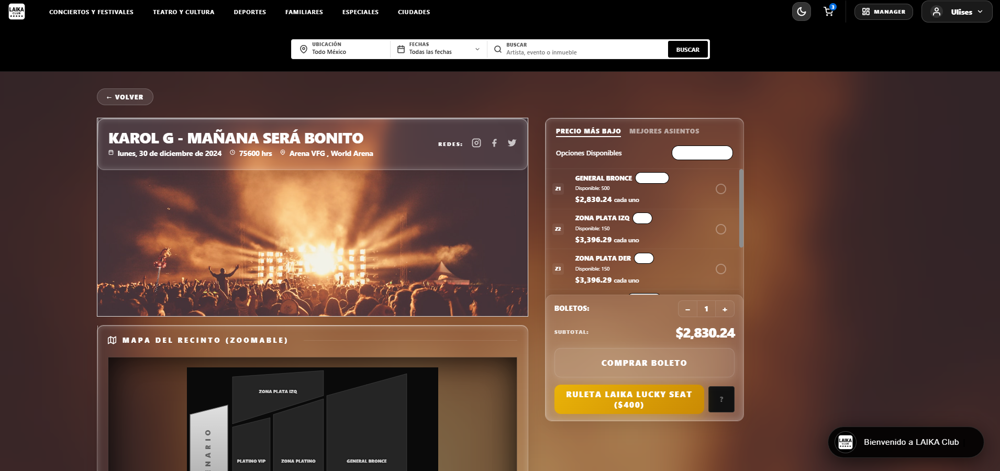 LAIKA
CLUB
CONCIERTOS Y FESTIVALES
TEATRO Y CULTURA
DEPORTES
FAMILIARES
ESPECIALES
CIUDADES
3
MANAGER
Ulises
UBICACIÓN
Todo México
FECHAS
Todas las fechas
BUSCAR
Artista, evento o inmueble
BUSCAR
← VOLVER
KAROL G - MAÑANA SERÁ BONITO
lunes, 30 de diciembre de 2024
75600 hrs
Arena VFG , World Arena
REDES:
MAPA DEL RECINTO (ZOOMABLE)
ZONA PLATA IZQ
PLATINO VIP
ZONA PLATINO
GENERAL BRONCE
NARIO
PRECIO MÁS BAJO
MEJORES ASIENTOS
Opciones Disponibles
Z1
GENERAL BRONCE
Disponible: 500
$2,830.24 cada uno
Z2
ZONA PLATA IZQ
Disponible: 150
$3,396.29 cada uno
Z3
ZONA PLATA DER
Disponible: 150
$3,396.29 cada uno
BOLETOS:
− 1 +
SUBTOTAL:
$2,830.24
COMPRAR BOLETO
RULETA LAIKA LUCKY SEAT
($400)
?
LAIKA
CLUB
Bienvenido a LAIKA Club